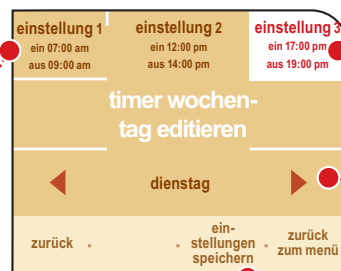 einstellung 1
ein 07:00 am
aus 09:00 am
einstellung 2
ein 12:00 pm
aus 14:00 pm
einstellung 3
ein 17:00 pm
aus 19:00 pm
timer wochen-
tag editieren
dienstag
zurück
ein-
stellungen
speichern
zurück
zum menü